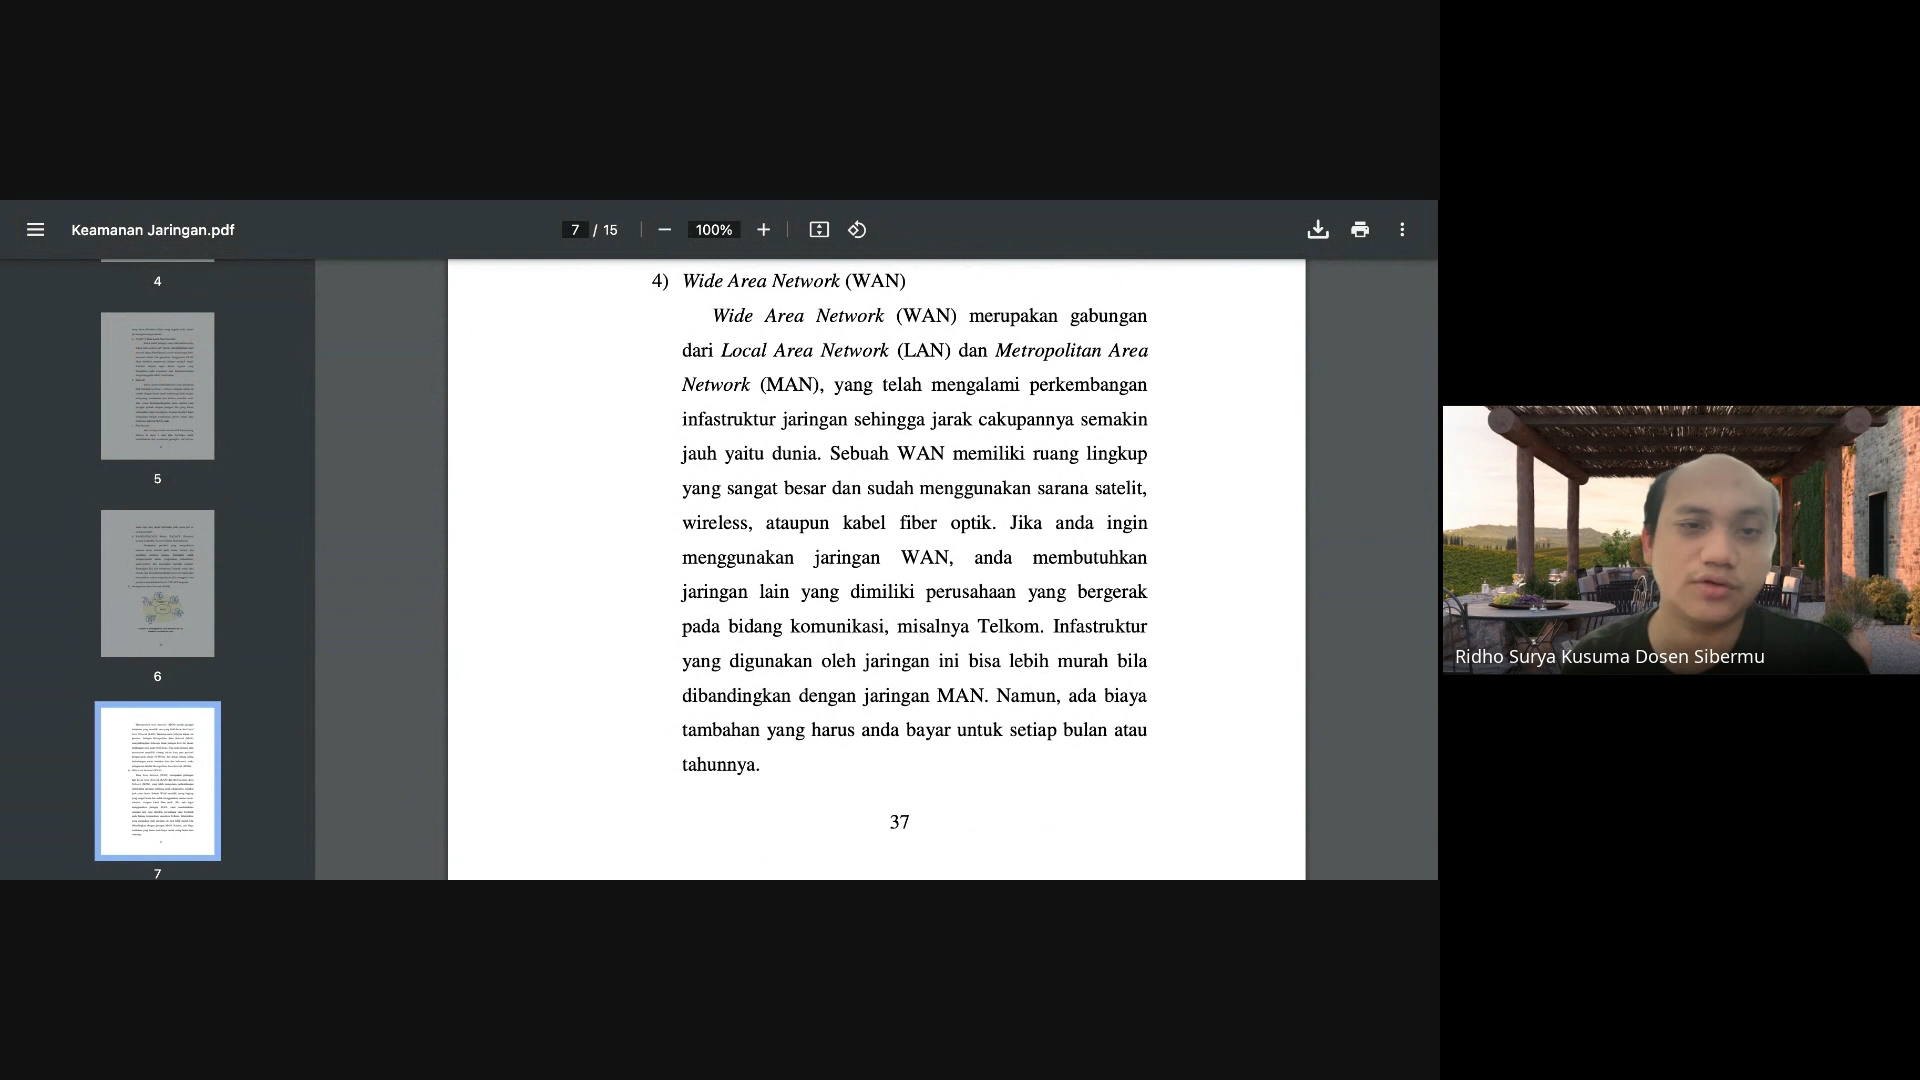 Keamanan Jaringan.pdf
7 / 15
100%
4
5
6
7
4) Wide Area Network (WAN)
Wide Area Network (WAN) merupakan gabungan
dari Local Area Network (LAN) dan Metropolitan Area
Network (MAN), yang telah mengalami perkembangan
infastruktur jaringan sehingga jarak cakupannya semakin
jauh yaitu dunia. Sebuah WAN memiliki ruang lingkup
yang sangat besar dan sudah menggunakan sarana satelit,
wireless, ataupun kabel fiber optik. Jika anda ingin
menggunakan jaringan WAN, anda membutuhkan
jaringan lain yang dimiliki perusahaan yang bergerak
pada bidang komunikasi, misalnya Telkom. Infastruktur
yang digunakan oleh jaringan ini bisa lebih murah bila
dibandingkan dengan jaringan MAN. Namun, ada biaya
tambahan yang harus anda bayar untuk setiap bulan atau
tahunnya.
37
Ridho Surya Kusuma Dosen Sibermu